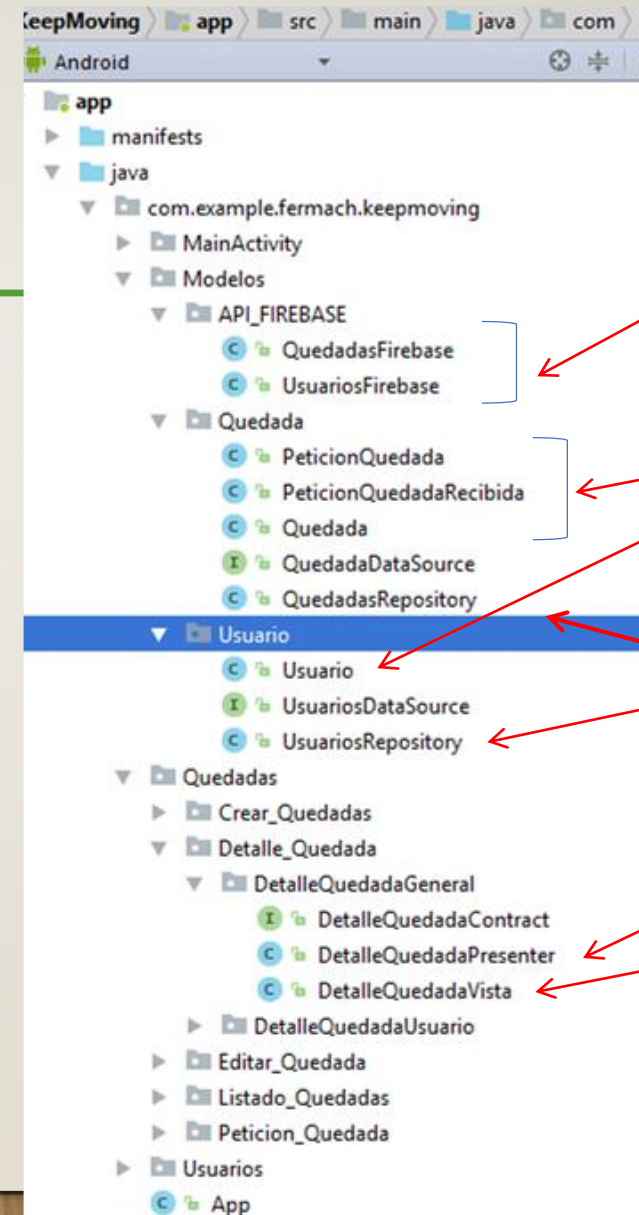 KeepMoving app src main java com
Android
app
manifests
java
com.example.fermach.keepmoving
MainActivity
Modelos
API_FIREBASE
C QuedadasFirebase
C UsuariosFirebase
Quedada
C PeticionQuedada
C PeticionQuedadaRecibida
C Quedada
I QuedadaDataSource
C QuedadasRepository
Usuario
C Usuario
I UsuariosDataSource
C UsuariosRepository
Quedadas
Crear_Quedadas
Detalle_Quedada
DetalleQuedadaGeneral
I DetalleQuedadaContract
C DetalleQuedadaPresenter
C DetalleQuedadaVista
DetalleQuedadaUsuario
Editar_Quedada
Listado_Quedadas
Peticion_Quedada
Usuarios
C App